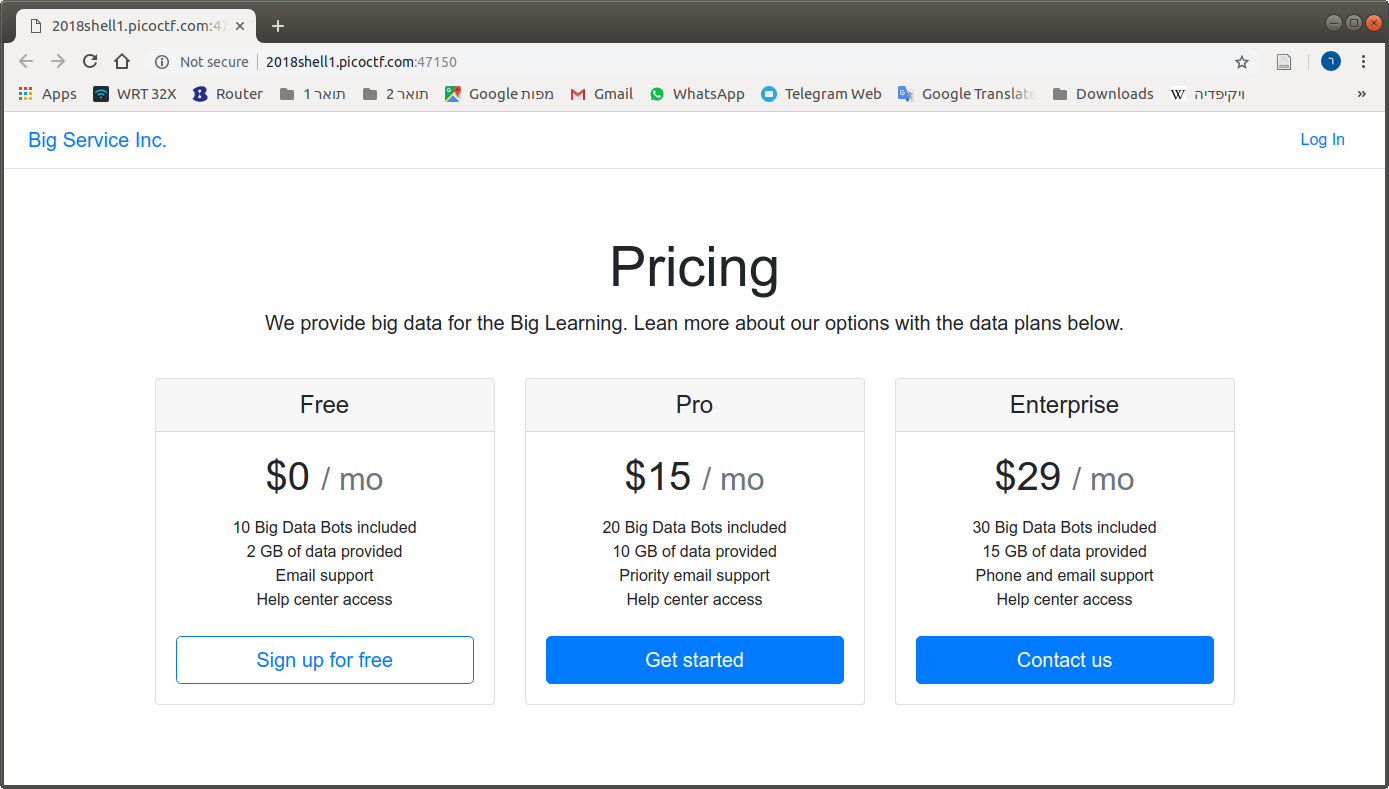 2018shell1.picoctf.com:47
Not secure 2018shell1.picoctf.com:47150
Apps WRT 32X Router תואר 1 תואר 2 Google מפות Gmail WhatsApp Telegram Web Google Translate Downloads ויקיפדיה »
Big Service Inc. Log In
Pricing
We provide big data for the Big Learning. Lean more about our options with the data plans below.
Free
$0 / mo
10 Big Data Bots included
2 GB of data provided
Email support
Help center access
Sign up for free
Pro
$15 / mo
20 Big Data Bots included
10 GB of data provided
Priority email support
Help center access
Get started
Enterprise
$29 / mo
30 Big Data Bots included
15 GB of data provided
Phone and email support
Help center access
Contact us